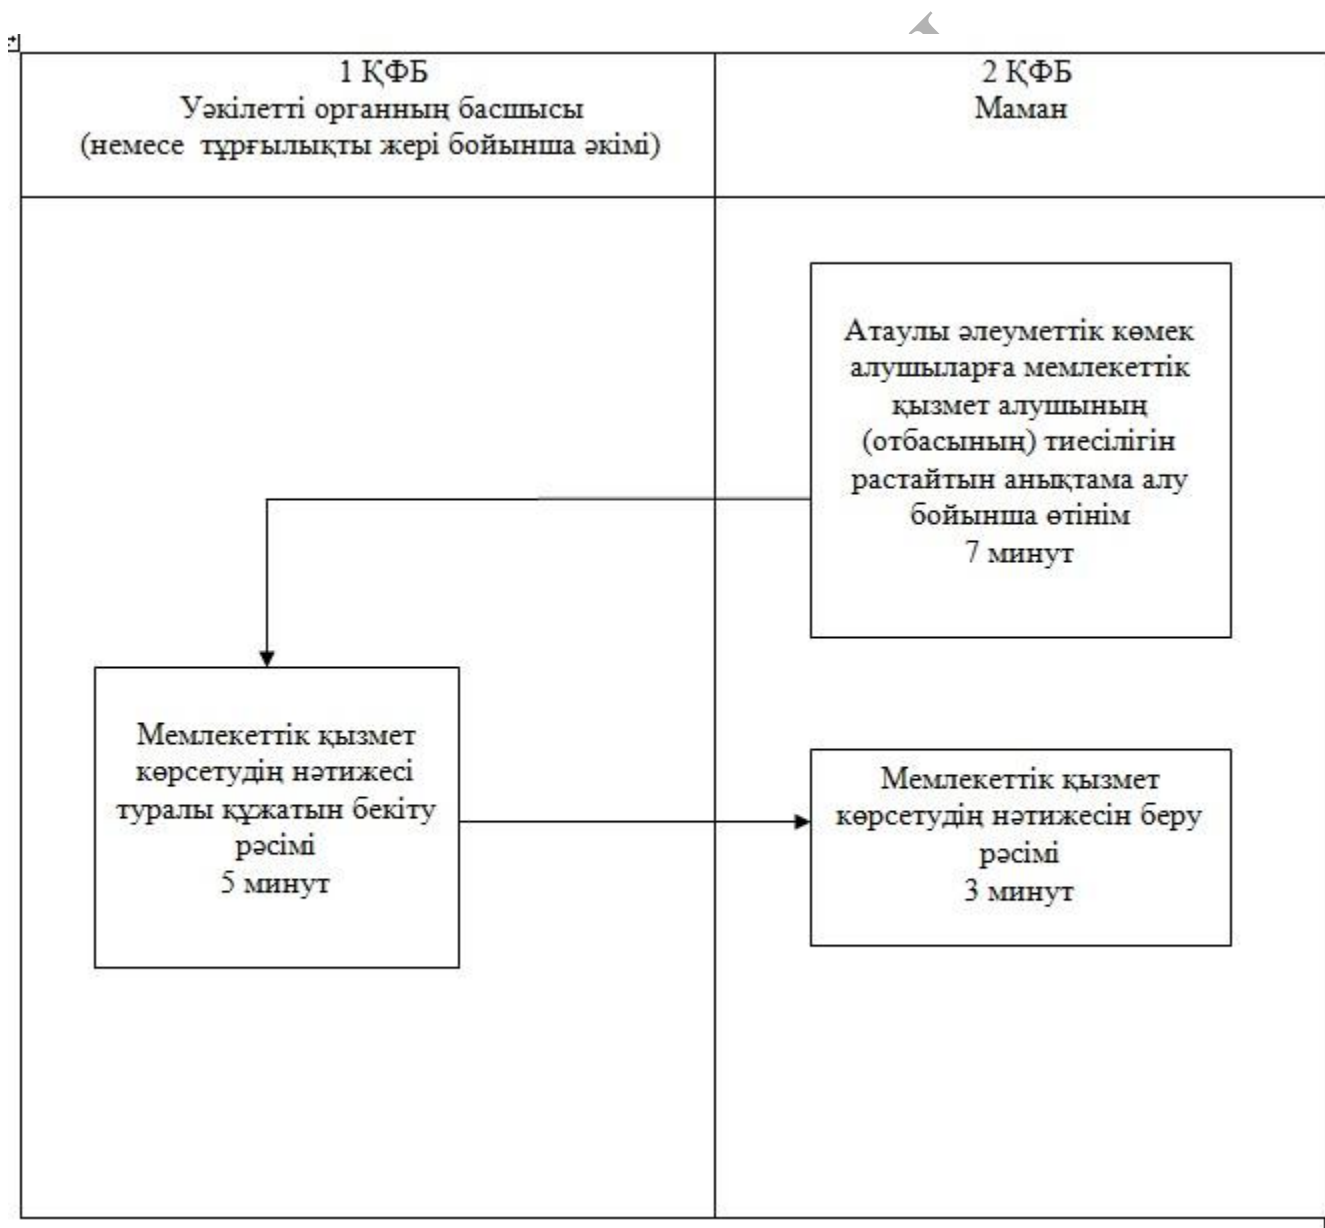 1 ҚФБ
Уәкілетті органның басшысы
(немесе тұрғылықты жері бойынша әкімі)
2 ҚФБ
Маман
Атаулы әлеуметтік көмек
алушыларға мемлекеттік
қызмет алушының
(отбасының) тиесілігін
растайтын анықтама алу
бойынша өтінім
7 минут
Мемлекеттік қызмет
көрсетудің нәтижесі
туралы құжатын бекіту
рәсімі
5 минут
Мемлекеттік қызмет
көрсетудің нәтижесін беру
рәсімі
3 минут